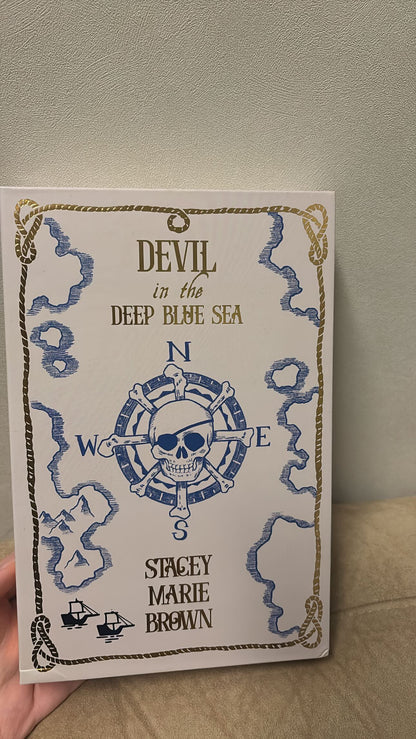 DEVIL
in the
DEEP BLUE SEA
N
W E
S
STACEY
MARIE
BROWN